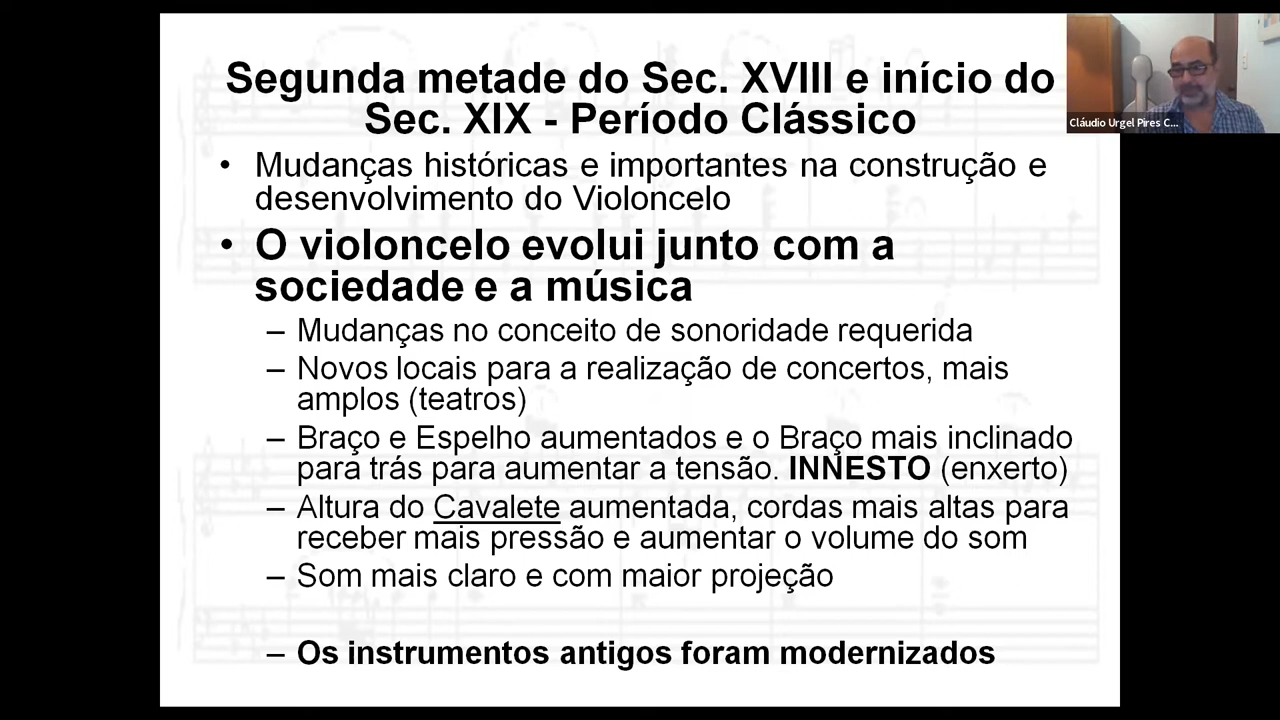 Segunda metade do Sec. XVIII e início do
Sec. XIX - Período Clássico
• Mudanças históricas e importantes na construção e
desenvolvimento do Violoncelo
• O violoncelo evolui junto com a
sociedade e a música
– Mudanças no conceito de sonoridade requerida
– Novos locais para a realização de concertos, mais
amplos (teatros)
– Braço e Espelho aumentados e o Braço mais inclinado
para trás para aumentar a tensão. INNESTO (enxerto)
– Altura do Cavalete aumentada, cordas mais altas para
receber mais pressão e aumentar o volume do som
– Som mais claro e com maior projeção
– Os instrumentos antigos foram modernizados
Cláudio Urgel Pires C...